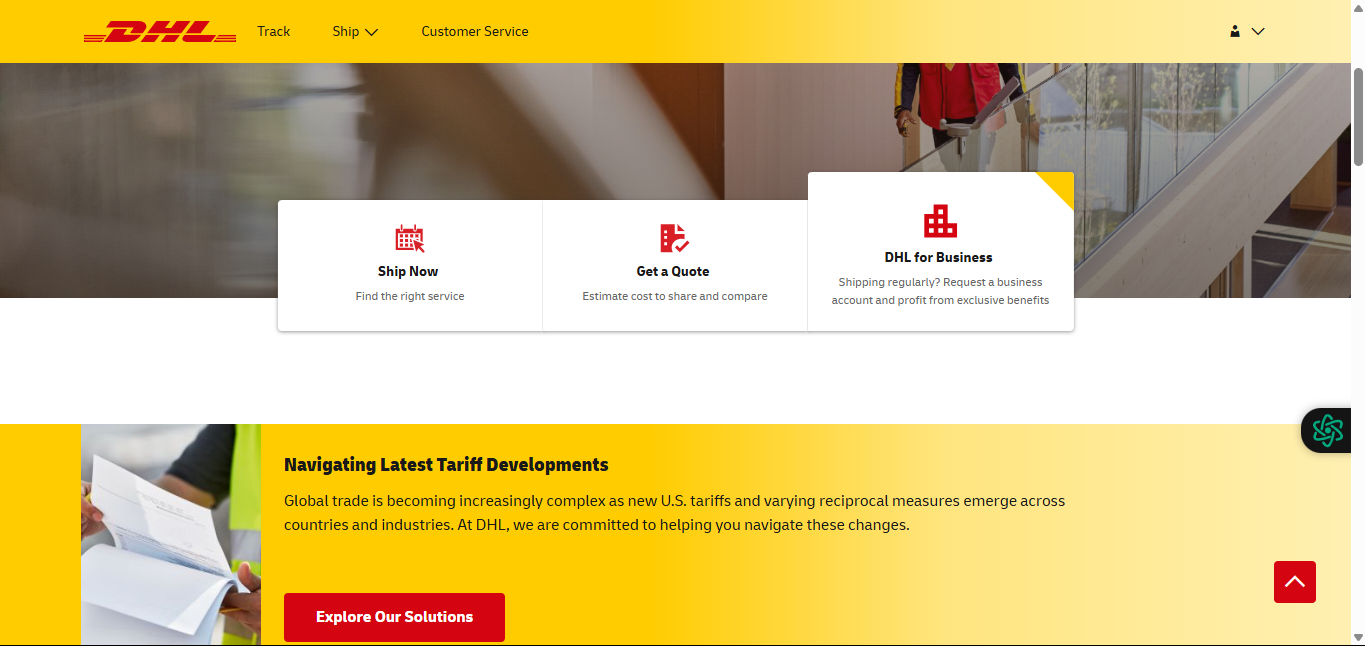 DHL
Track
Ship
Customer Service
Ship Now
Find the right service
Get a Quote
Estimate cost to share and compare
DHL for Business
Shipping regularly? Request a business
account and profit from exclusive benefits
Navigating Latest Tariff Developments
Global trade is becoming increasingly complex as new U.S. tariffs and varying reciprocal measures emerge across
countries and industries. At DHL, we are committed to helping you navigate these changes.
Explore Our Solutions